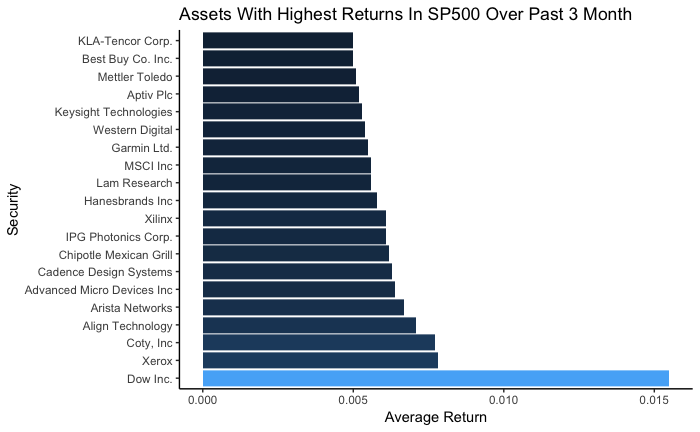 Assets With Highest Returns In SP500 Over Past 3 Month
KLA-Tencor Corp.
Best Buy Co. Inc.
Mettler Toledo
Aptiv Plc
Keysight Technologies
Western Digital
Garmin Ltd.
MSCI Inc
Lam Research
Hanesbrands Inc
Xilinx
IPG Photonics Corp.
Chipotle Mexican Grill
Cadence Design Systems
Advanced Micro Devices Inc
Arista Networks
Align Technology
Coty, Inc
Xerox
Dow Inc.
Security
0.000 0.005 0.010 0.015
Average Return